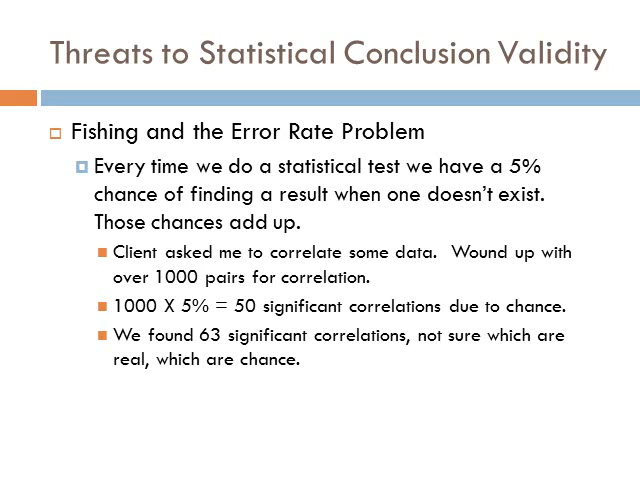 Threats to Statistical Conclusion Validity
Fishing and the Error Rate Problem
Every time we do a statistical test we have a 5%
chance of finding a result when one doesn't exist.
Those chances add up.
Client asked me to correlate some data.  Wound up with
over 1000 pairs for correlation.
1000 X 5% = 50 significant correlations due to chance.
We found 63 significant correlations, not sure which are
real, which are chance.